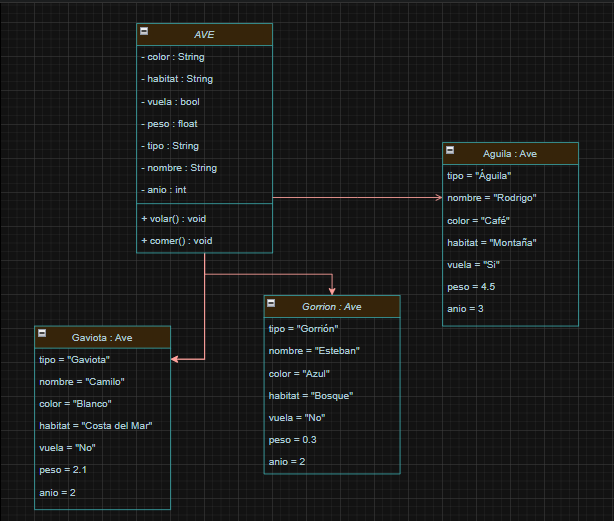 AVE
- color : String
- habitat : String
- vuela : bool
- peso : float
- tipo : String
- nombre : String
- anio : int
+ volar() : void
+ comer() : void
Aguila : Ave
tipo = "Águila"
nombre = "Rodrigo"
color = "Café"
habitat = "Montaña"
vuela = "Si"
peso = 4.5
anio = 3
Gorrion : Ave
tipo = "Gorrión"
nombre = "Esteban"
color = "Azul"
habitat = "Bosque"
vuela = "No"
peso = 0.3
anio = 2
Gaviota : Ave
tipo = "Gaviota"
nombre = "Camilo"
color = "Blanco"
habitat = "Costa del Mar"
vuela = "No"
peso = 2.1
anio = 2